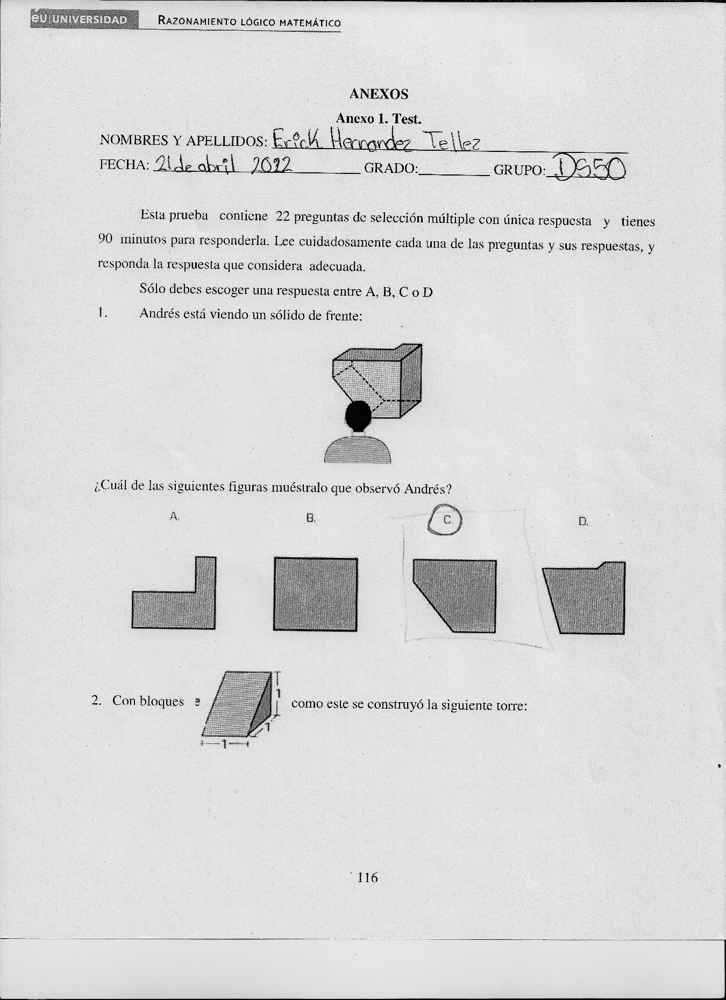 eU UNIVERSIDAD RAZONAMIENTO LÓGICO MATEMÁTICO
ANEXOS
Anexo 1. Test.
NOMBRES Y APELLIDOS: Erick Hernandez Tellez
FECHA: 21 de abril 2022 GRADO: GRUPO: DS50
Esta prueba contiene 22 preguntas de selección múltiple con única respuesta y tienes
90 minutos para responderla. Lee cuidadosamente cada una de las preguntas y sus respuestas, y
responda la respuesta que considera adecuada.
Sólo debes escoger una respuesta entre A, B, C o D
1. Andrés está viendo un sólido de frente:
¿Cuál de las siguientes figuras muéstralo que observó Andrés?
A. B. C. D.
2. Con bloques como este se construyó la siguiente torre:
1
1
1
116